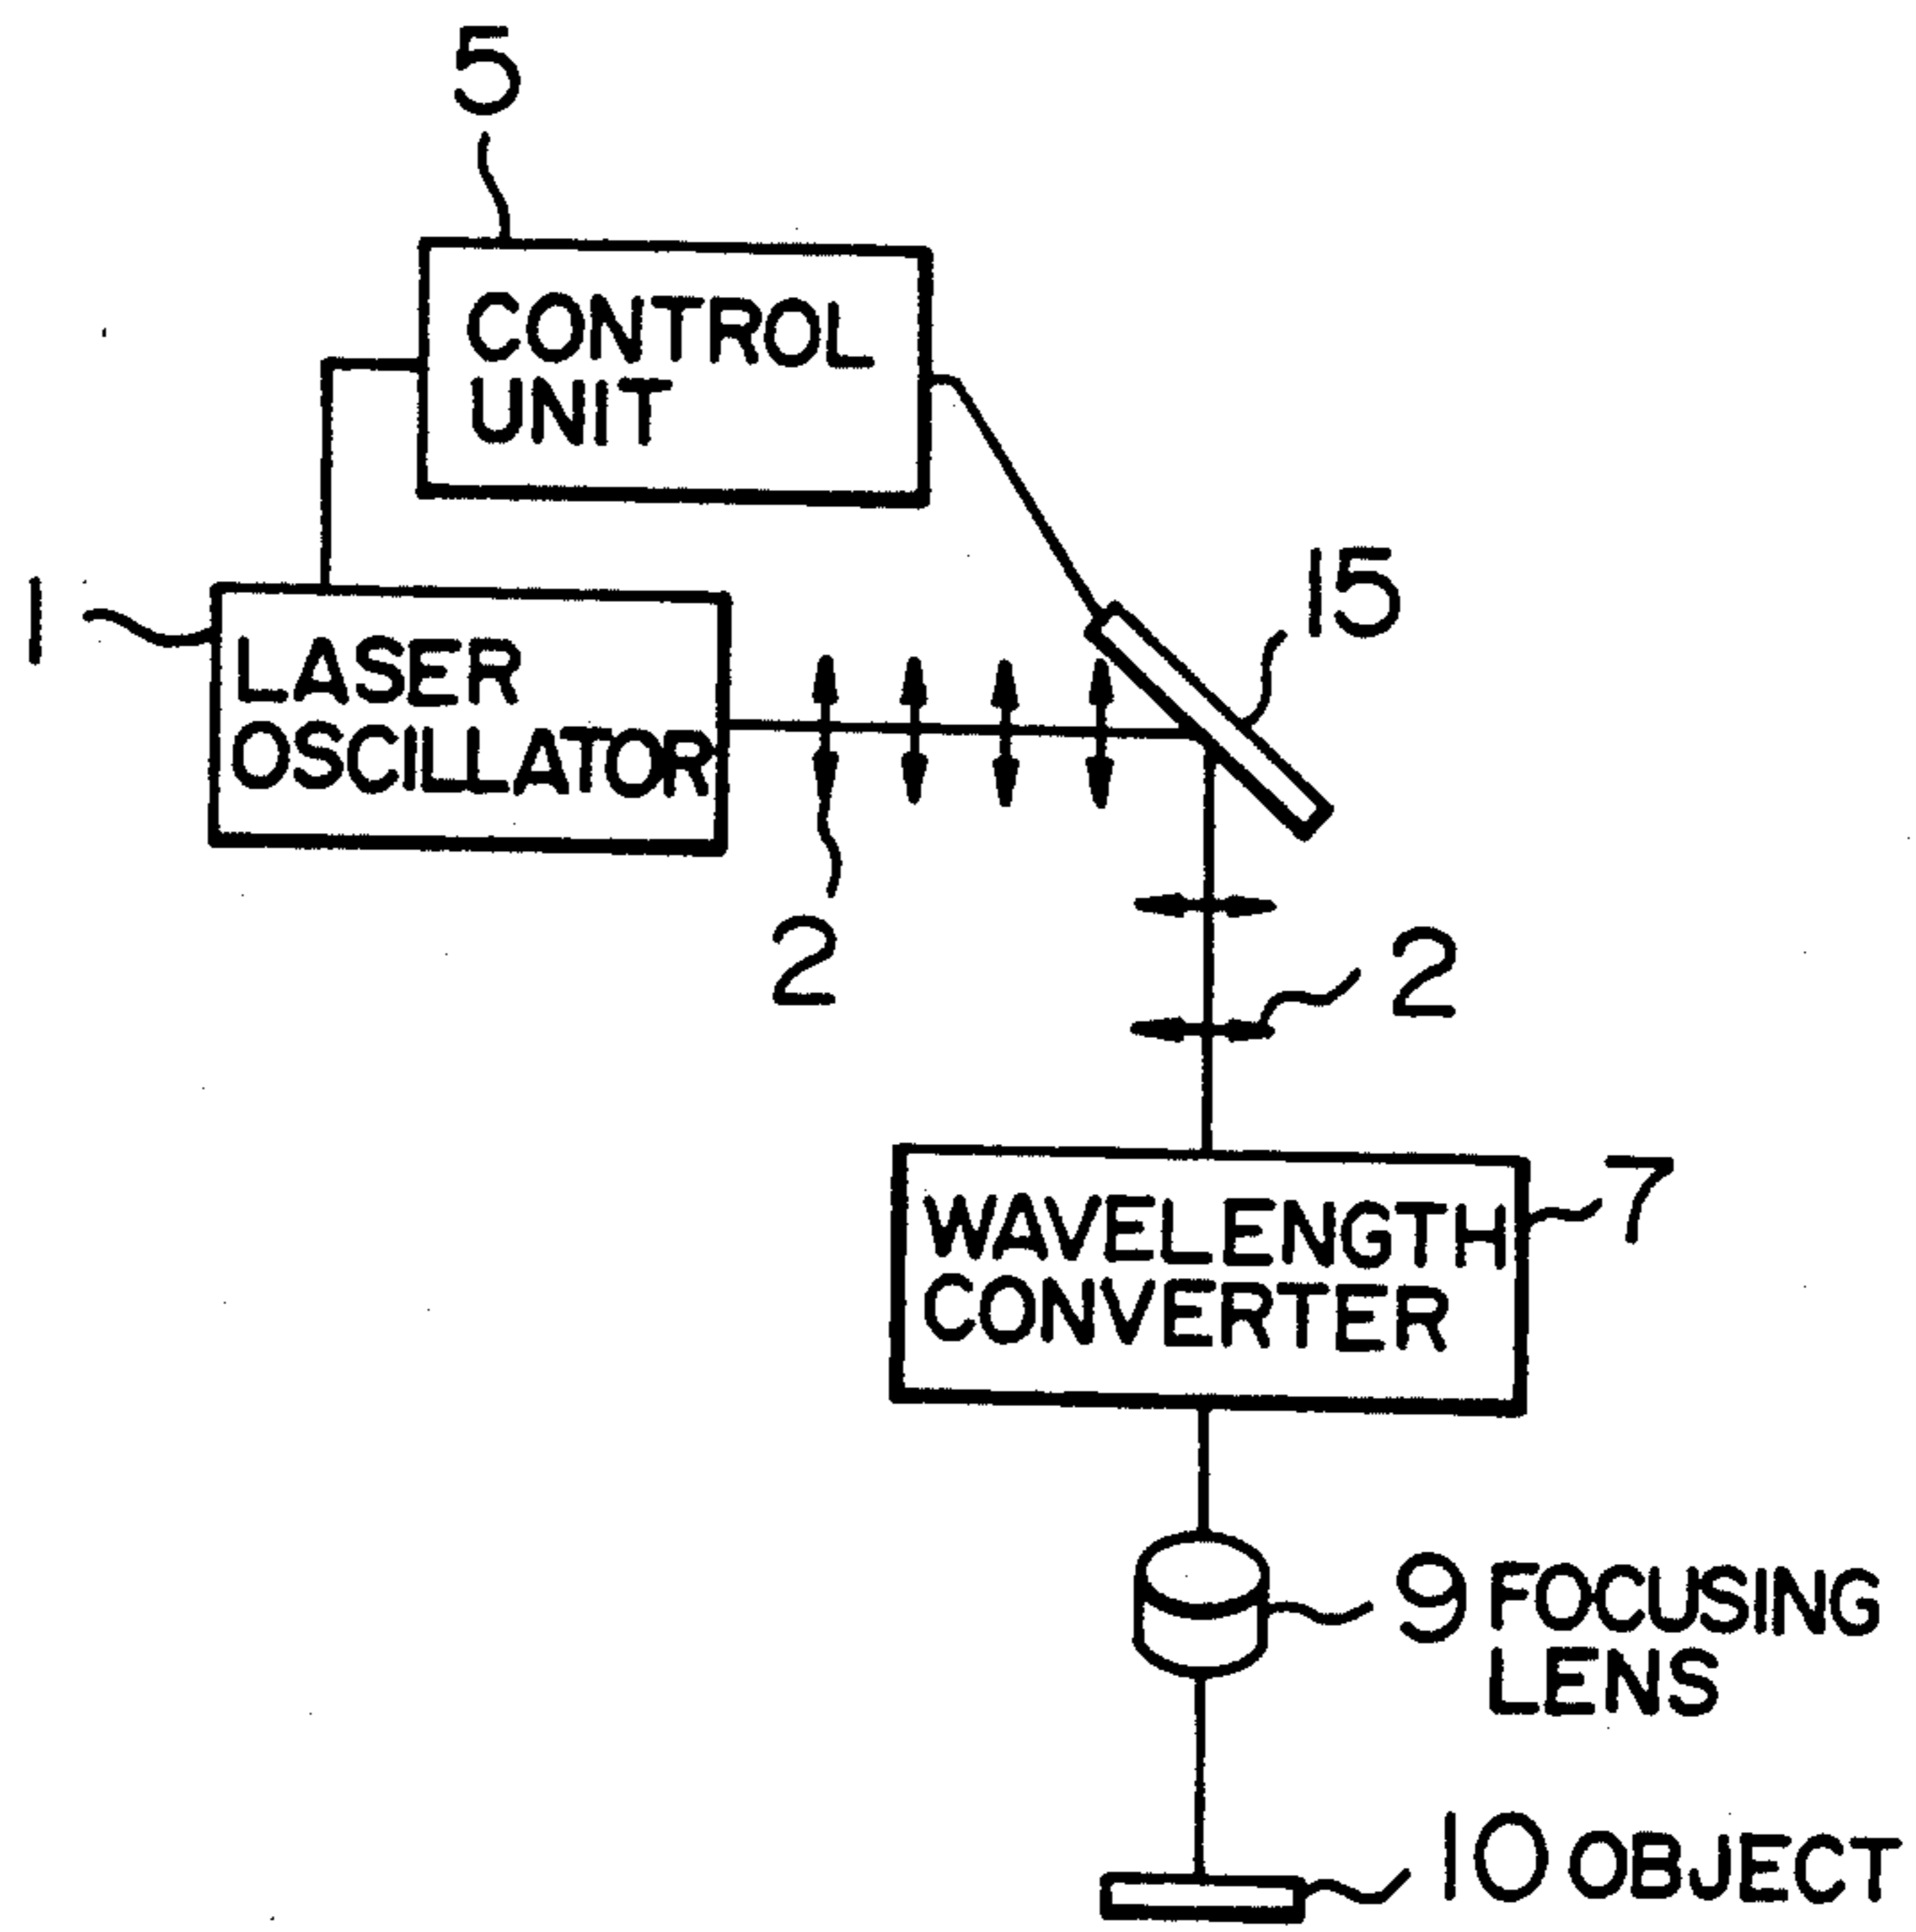 5
CONTROL
UNIT
1
15
LASER
OSCILLATOR
2
2
WAVELENGTH
CONVERTER
7
9 FOCUSING
LENS
10 OBJECT